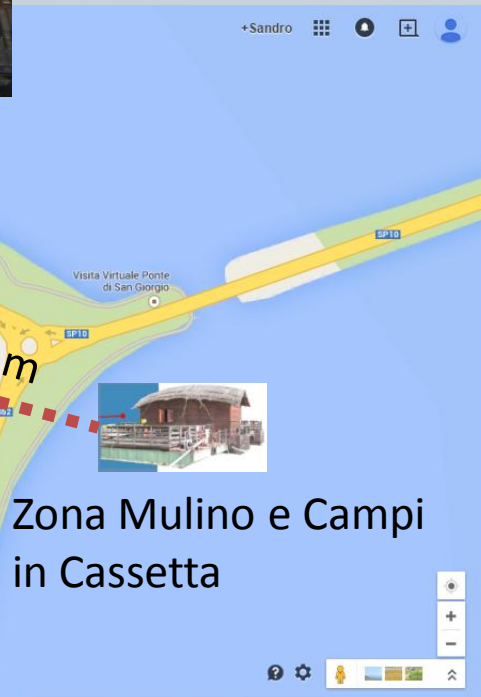 +Sandro
SP10
Visita Virtuale Ponte
di San Giorgio
SP10
m
Zona Mulino e Campi
in Cassetta